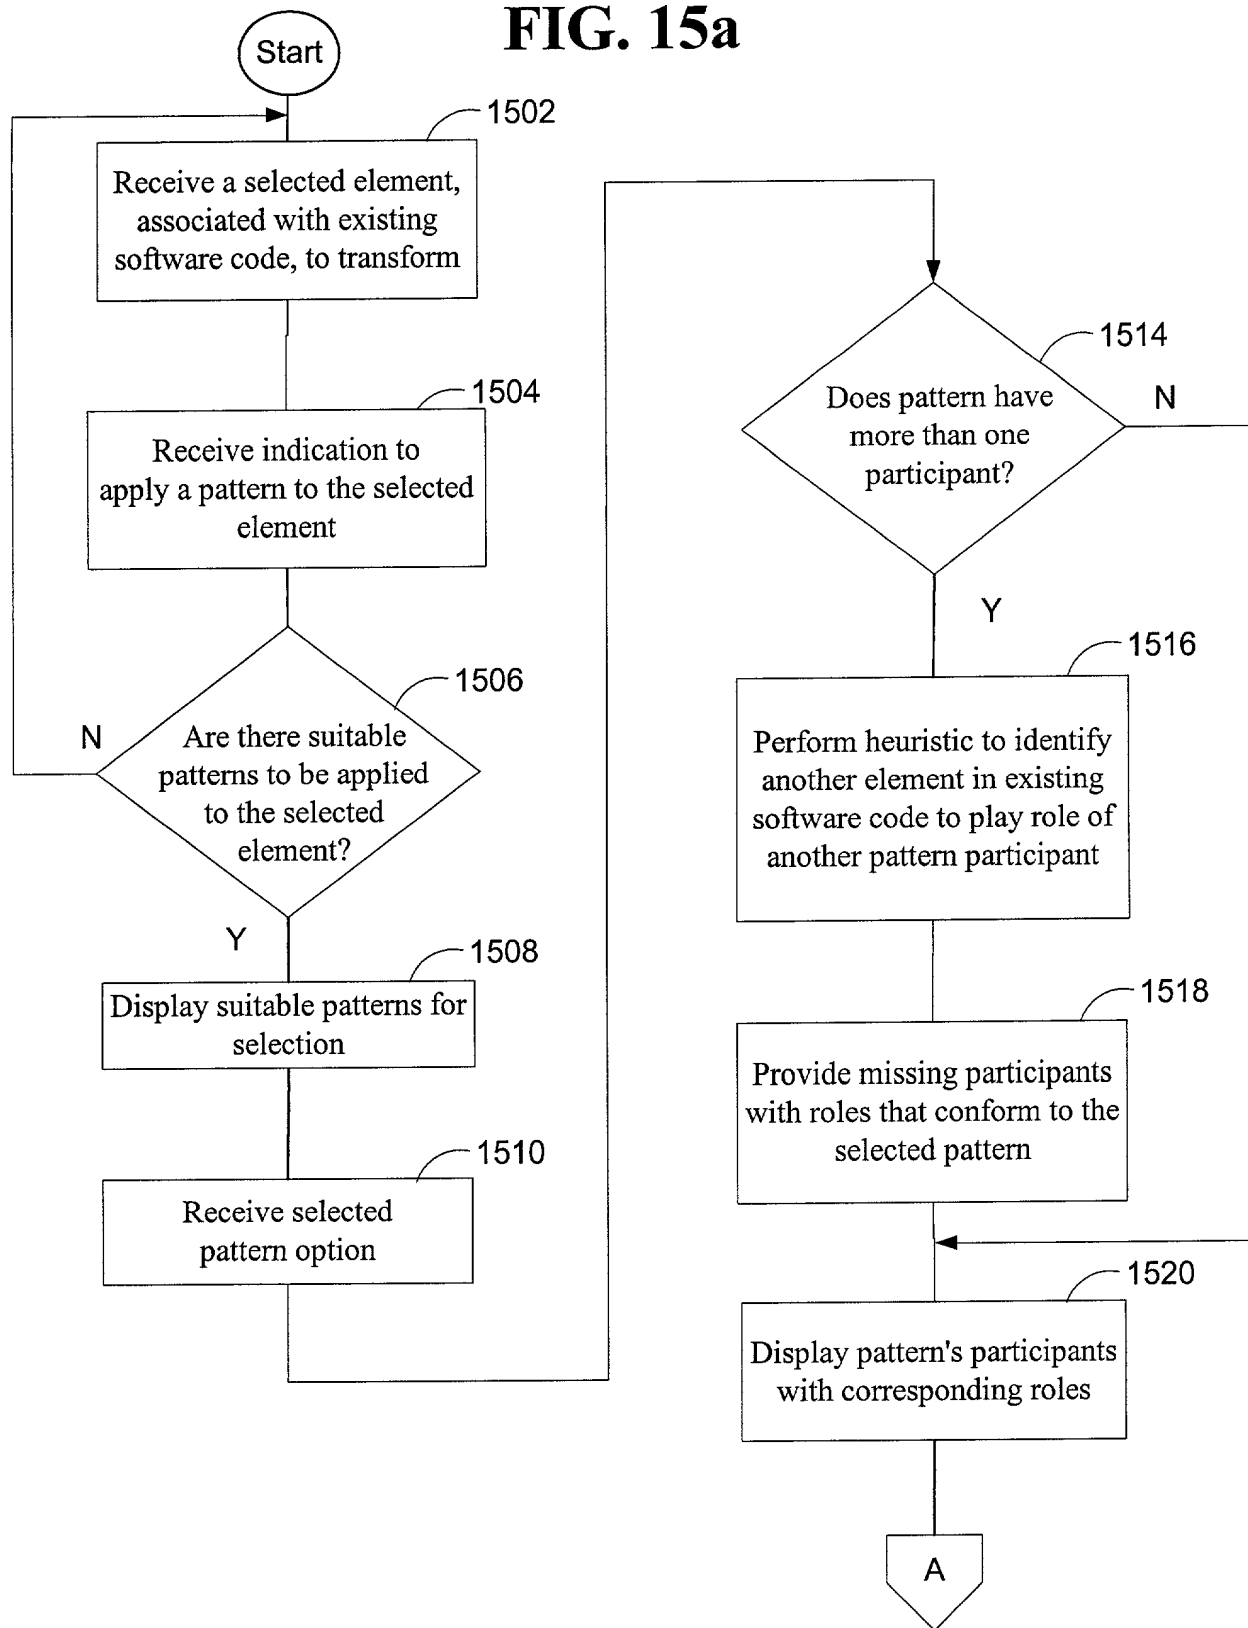 FIG. 15a
Start
1502
Receive a selected element,
associated with existing
software code, to transform
1504
Receive indication to
apply a pattern to the selected
element
1506
N
Are there suitable
patterns to be applied
to the selected
element?
Y
1508
Display suitable patterns for
selection
1510
Receive selected
pattern option
1514
N
Does pattern have
more than one
participant?
Y
1516
Perform heuristic to identify
another element in existing
software code to play role of
another pattern participant
1518
Provide missing participants
with roles that conform to the
selected pattern
1520
Display pattern's participants
with corresponding roles
A